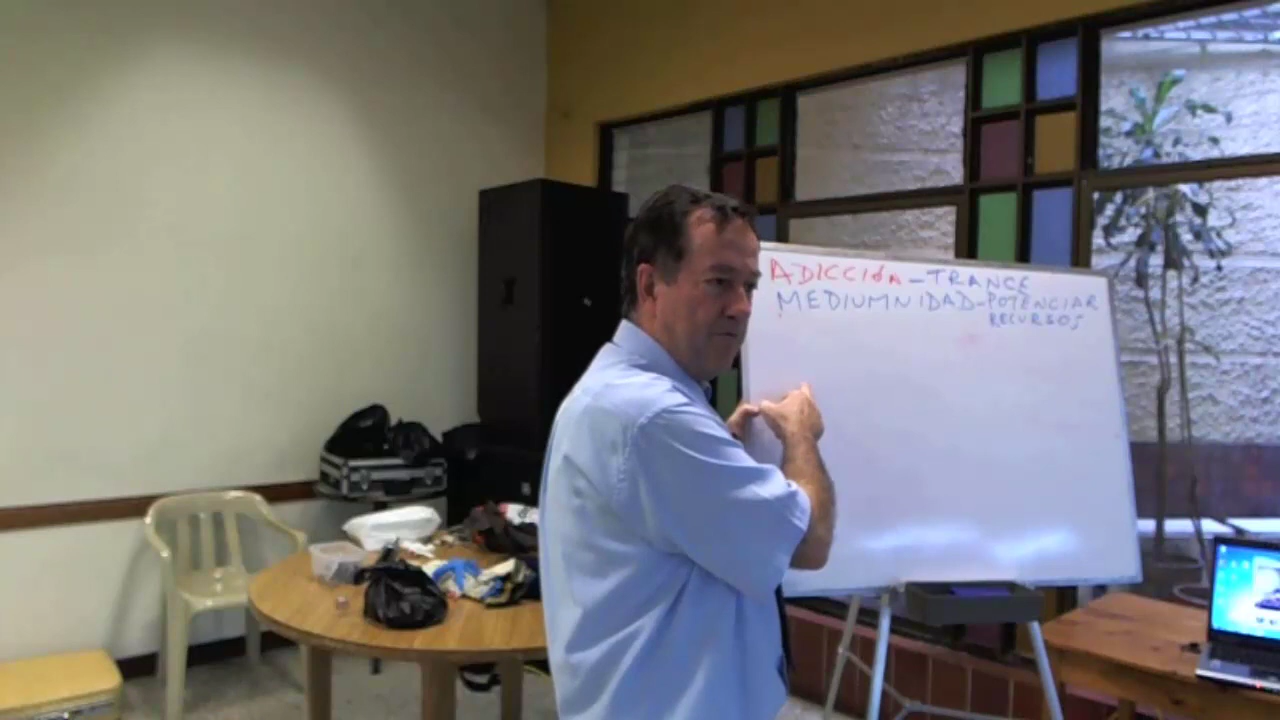 ADICCIÓN - TRANCE
MEDIUMNIDAD - POTENCIAR
RECURSOS